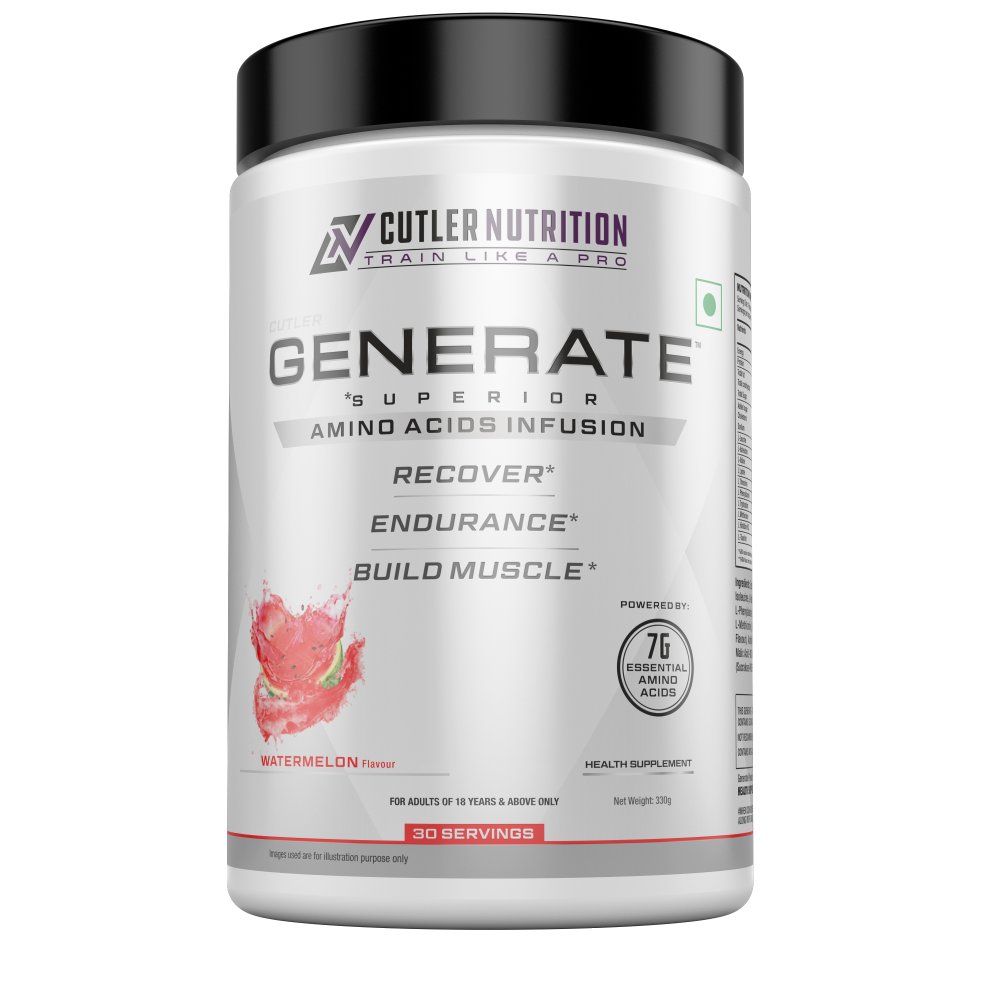 CUTLER NUTRITION
TRAIN LIKE A PRO
CUTLER
GENERATE™
*SUPERIOR
AMINO ACIDS INFUSION
RECOVER*
ENDURANCE*
BUILD MUSCLE*
POWERED BY:
7G
ESSENTIAL
AMINO
ACIDS
WATERMELON Flavour
HEALTH SUPPLEMENT
FOR ADULTS OF 18 YEARS & ABOVE ONLY
Net Weight: 330g
30 SERVINGS
Images used are for illustration purpose only